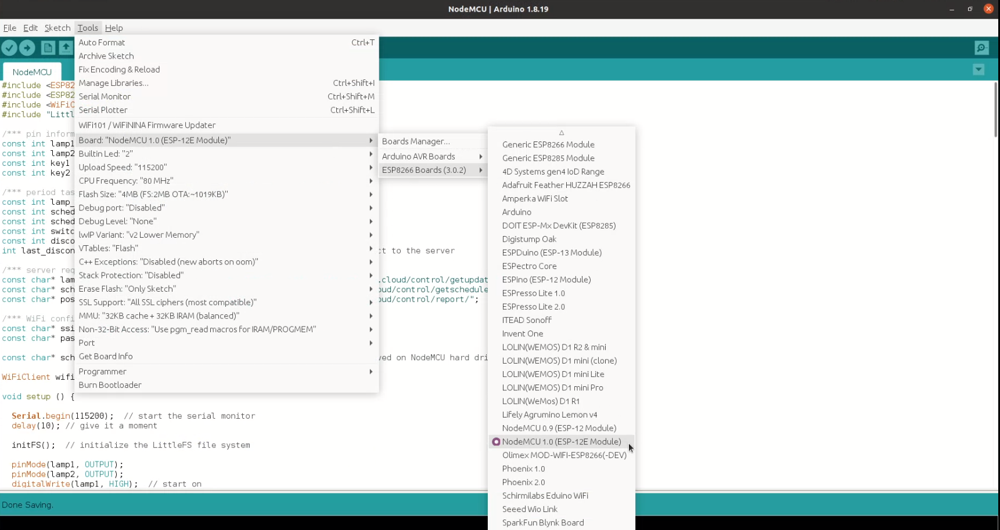 NodeMCU | Arduino 1.8.19
File Edit Sketch Tools Help
NodeMCU
Auto Format Ctrl+T
Archive Sketch
Fix Encoding & Reload
Manage Libraries... Ctrl+Shift+I
Serial Monitor Ctrl+Shift+M
Serial Plotter Ctrl+Shift+L
WiFi101 / WiFiNINA Firmware Updater
Board: "NodeMCU 1.0 (ESP-12E Module)"
Builtin Led: "2"
Upload Speed: "115200"
CPU Frequency: "80 MHz"
Flash Size: "4MB (FS:2MB OTA:~1019KB)"
Debug port: "Disabled"
Debug Level: "None"
lwIP Variant: "v2 Lower Memory"
VTables: "Flash"
C++ Exceptions: "Disabled (new aborts on oom)"
Stack Protection: "Disabled"
Erase Flash: "Only Sketch"
SSL Support: "All SSL ciphers (most compatible)"
MMU: "32KB cache + 32KB IRAM (balanced)"
Non-32-Bit Access: "Use pgm_read macros for IRAM/PROGMEM"
Port
Get Board Info
Programmer
Burn Bootloader
Boards Manager...
Arduino AVR Boards
ESP8266 Boards (3.0.2)
Generic ESP8266 Module
Generic ESP8285 Module
4D Systems gen4 IoD Range
Adafruit Feather HUZZAH ESP8266
Amperka WiFi Slot
Arduino
DOIT ESP-Mx DevKit (ESP8285)
Digistump Oak
ESPDuino (ESP-13 Module)
ESPectro Core
ESPino (ESP-12 Module)
ESPresso Lite 1.0
ESPresso Lite 2.0
ITEAD Sonoff
Invent One
LOLIN(WEMOS) D1 R2 & mini
LOLIN(WEMOS) D1 mini (clone)
LOLIN(WEMOS) D1 mini Lite
LOLIN(WEMOS) D1 mini Pro
LOLIN(WeMos) D1 R1
Lifely Agrumino Lemon v4
NodeMCU 0.9 (ESP-12 Module)
NodeMCU 1.0 (ESP-12E Module)
Olimex MOD-WIFI-ESP8266(-DEV)
Phoenix 1.0
Phoenix 2.0
Schirmilabs Eduino WiFi
Seeed Wio Link
SparkFun Blynk Board
#include <ESP82
#include <ESP82
#include <WiFiC
#include "Littl
/*** pin inform
const int lamp1
const int lamp2
const int key1
const int key2
/*** period tas
const int lamp_
const int sched
const int sched
const int switc
const int disco
int last_discon ct to the server
/*** server req
const char* lam .cloud/control/getupdat
const char* sch oud/control/getschedule
const char* pos oud/control/report/";
/*** WiFi confi
const char* ssi
const char* pas
const char* sch ved on NodeMCU hard dri
WiFiClient wifi
void setup () {
Serial.begin(115200); // start the serial monitor
delay(10); // give it a moment
initFS(); // initialize the LittleFS file system
pinMode(lamp1, OUTPUT);
pinMode(lamp2, OUTPUT);
digitalWrite(lamp1, HIGH); // start on
Done Saving.